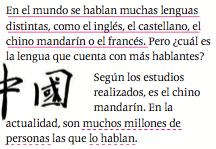 En el mundo se hablan muchas lenguas
distintas, como el inglés, el castellano, el
chino mandarín o el francés. Pero ¿cuál es
la lengua que cuenta con más hablantes?
中國
Según los estudios
realizados, es el chino
mandarín. En la
actualidad, son muchos millones de
personas las que lo hablan.